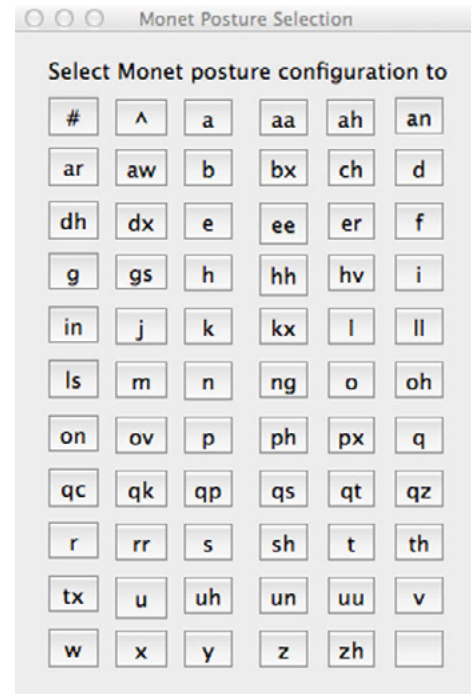 Monet Posture Selection
Select Monet posture configuration to
# ^ a aa ah an
ar aw b bx ch d
dh dx e ee er f
g gs h hh hv i
in j k kx l ll
ls m n ng o oh
on ov p ph px q
qc qk qp qs qt qz
r rr s sh t th
tx u uh un uu v
w x y z zh